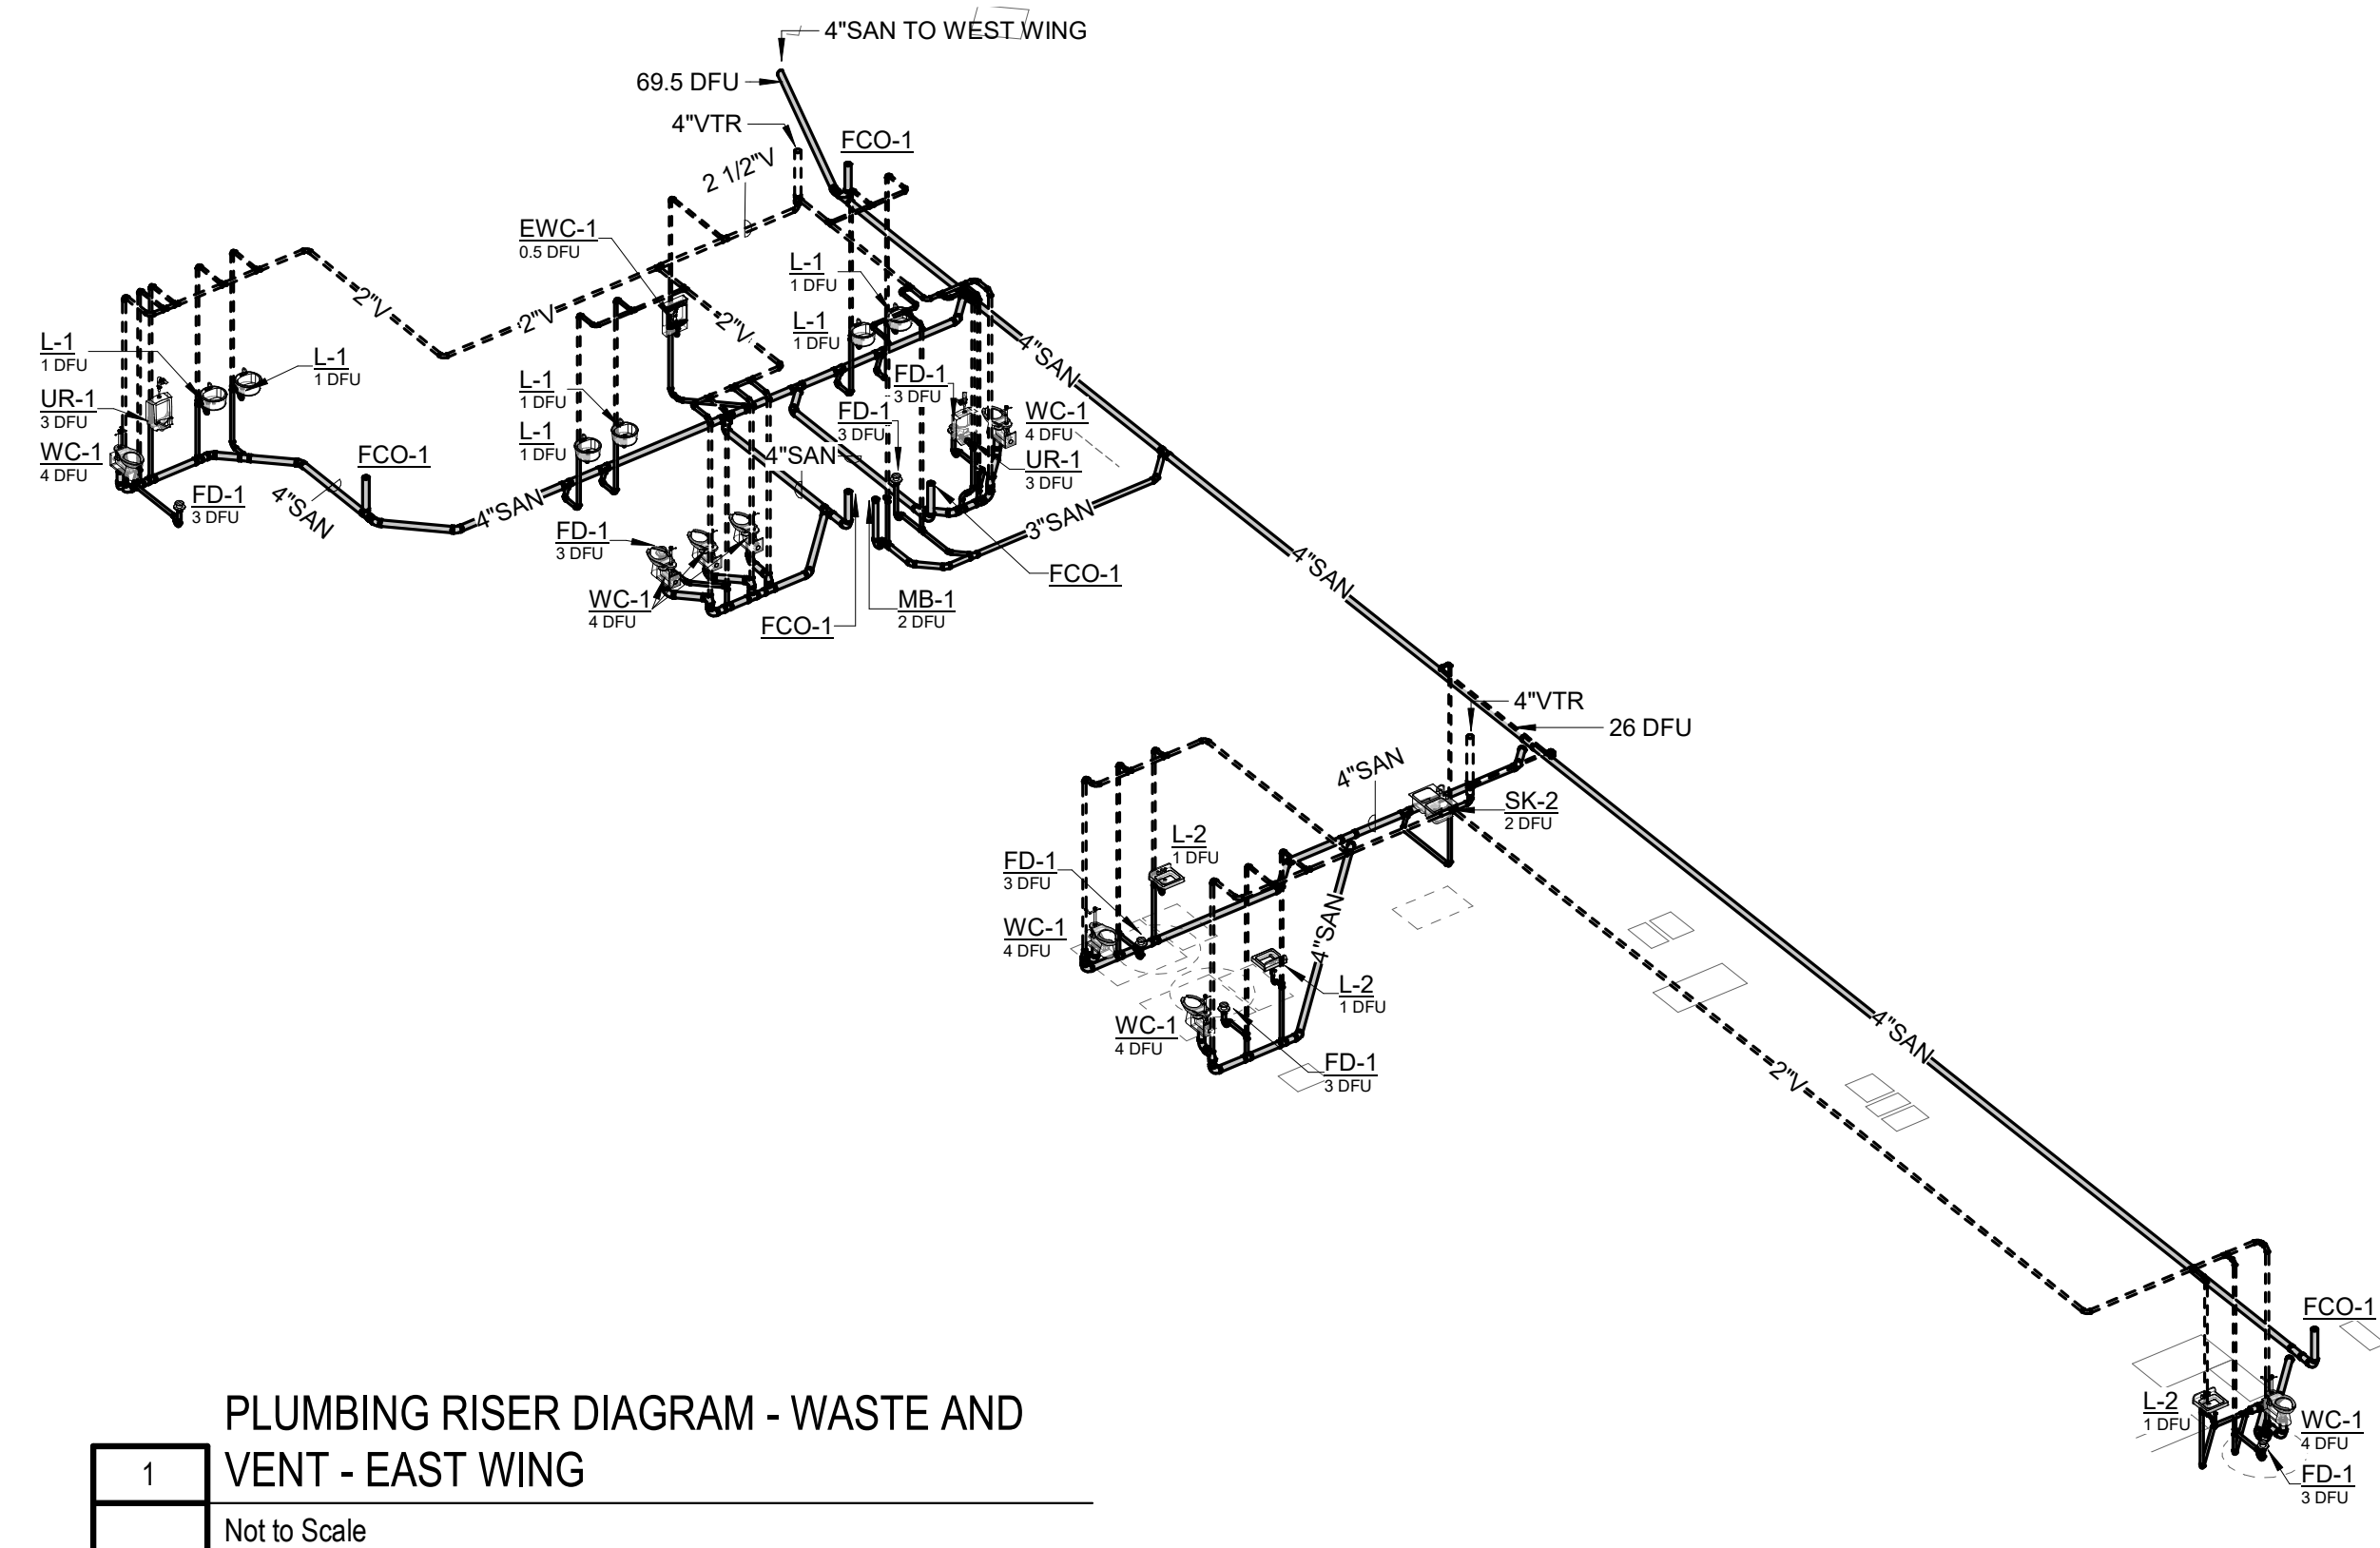 4"SAN TO WEST WING
69.5 DFU
4"VTR
FCO-1
2 1/2"V
EWC-1
0.5 DFU
L-1
1 DFU
L-1
1 DFU
2"V
2"V
2"V
4"SAN
L-1
1 DFU
L-1
1 DFU
UR-1
3 DFU
WC-1
4 DFU
FD-1
3 DFU
4"SAN
FCO-1
4"SAN
L-1
1 DFU
L-1
1 DFU
FD-1
3 DFU
FD-1
3 DFU
WC-1
4 DFU
UR-1
3 DFU
4"SAN
3"SAN
FD-1
3 DFU
WC-1
4 DFU
FCO-1
MB-1
2 DFU
FCO-1
4"SAN
4"VTR
26 DFU
4"SAN
SK-2
2 DFU
L-2
1 DFU
FD-1
3 DFU
WC-1
4 DFU
4"SAN
L-2
1 DFU
WC-1
4 DFU
FD-1
3 DFU
4"SAN
2"V
FCO-1
L-2
1 DFU
WC-1
4 DFU
FD-1
3 DFU
PLUMBING RISER DIAGRAM - WASTE AND
VENT - EAST WING
1
Not to Scale